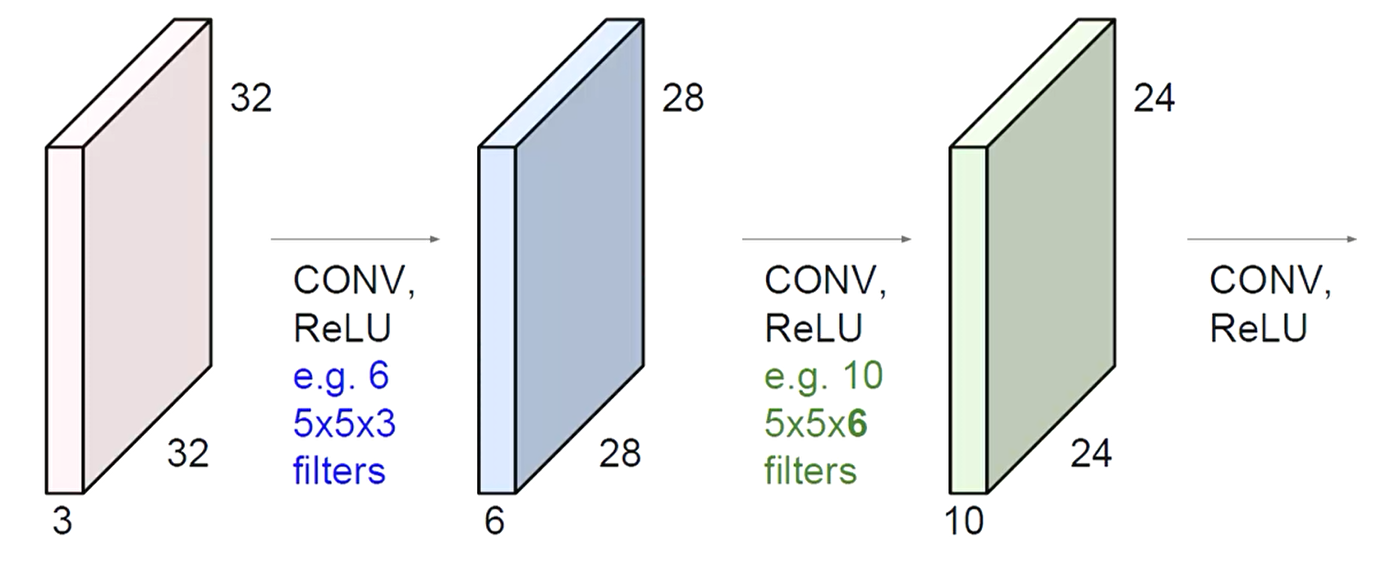 32
32
3
CONV,
ReLU
e.g. 6
5x5x3
filters
28
28
6
CONV,
ReLU
e.g. 10
5x5x6
filters
24
24
10
CONV,
ReLU